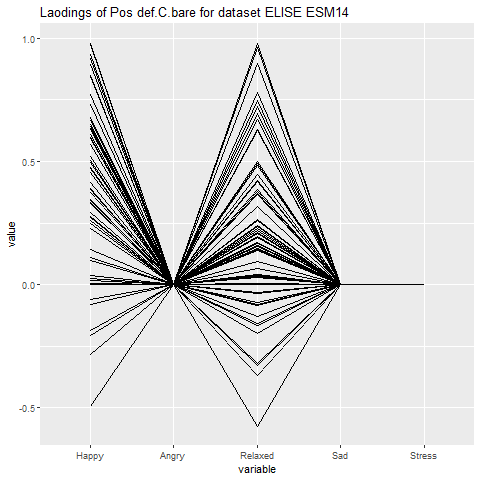 Laodings of Pos def.C.bare for dataset ELISE ESM14
1.0
0.5
0.0
-0.5
value
Happy Angry Relaxed Sad Stress
variable